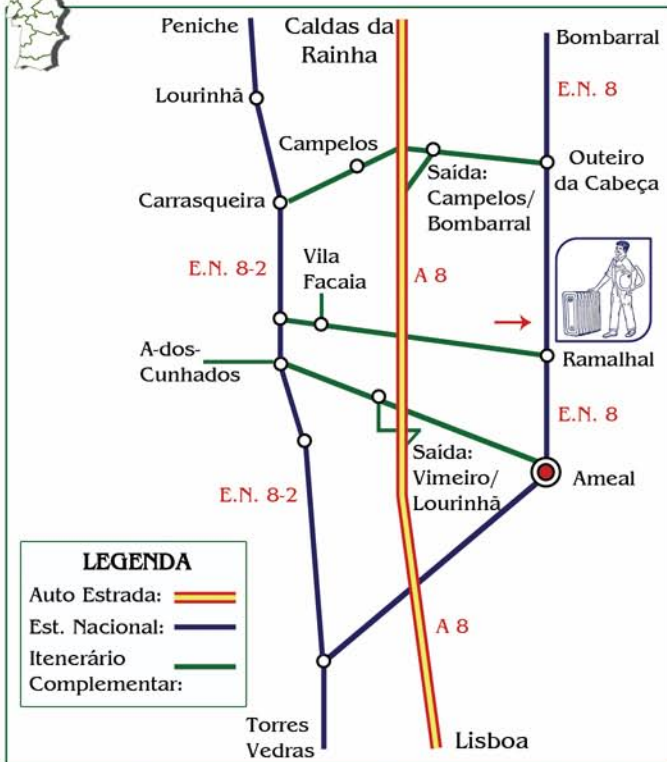 Peniche
Caldas da
Rainha
Bombarral
E.N. 8
Lourinhã
Campelos
Outeiro
da Cabeça
Saída:
Campelos/
Bombarral
Carrasqueira
E.N. 8-2
Vila
Facaia
A 8
A-dos-
Cunhados
Ramalhal
E.N. 8
Saída:
Vimeiro/
Lourinhã
Ameal
E.N. 8-2
LEGENDA
Auto Estrada:
Est. Nacional:
Itenerário
Complementar:
A 8
Torres
Vedras
Lisboa